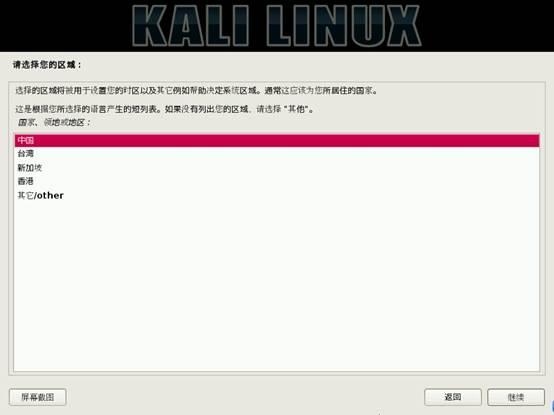 KALI LINUX
请选择您的区域：
选择的区域将被用于设置您的时区以及其它例如帮助决定系统区域。通常这应该为您所居住的国家。
这是根据您所选择的语言产生的短列表。如果没有列出您的区域，请选择 "其他"。
国家、领地或地区：
中国
台湾
新加坡
香港
其它/other
屏幕截图
返回
继续